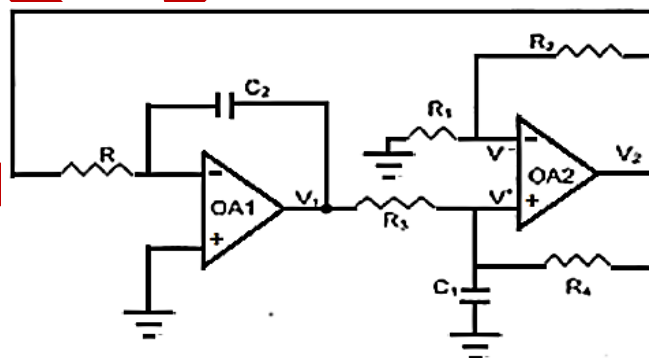 R₂
C₂
R₁
R
−
−
V⁻
OA2
V₂
OA1
V₁
V⁺
+
+
R₃
C₁
R₄